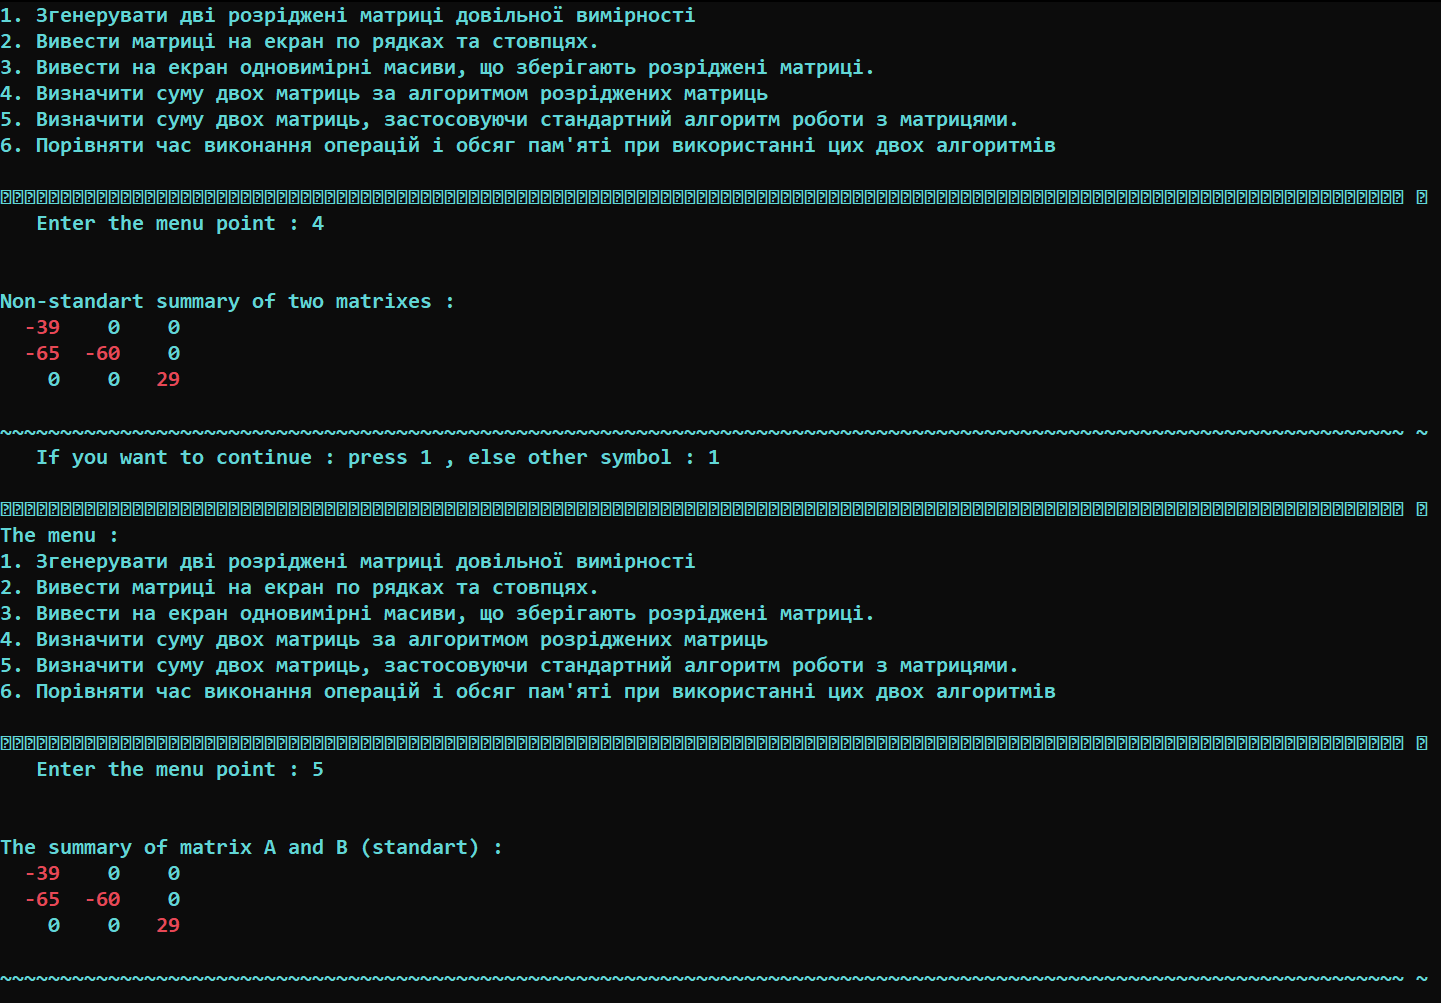 1. Згенерувати дві розріджені матриці довільної вимірності
2. Вивести матриці на екран по рядках та стовпцях.
3. Вивести на екран одновимірні масиви, що зберігають розріджені матриці.
4. Визначити суму двох матриць за алгоритмом розріджених матриць
5. Визначити суму двох матриць, застосовуючи стандартний алгоритм роботи з матрицями.
6. Порівняти час виконання операцій і обсяг пам'яті при використанні цих двох алгоритмів
Enter the menu point : 4
Non-standart summary of two matrixes :
-39 0 0
-65 -60 0
0 0 29
~~~~~~~~~~~~~~~~~~~~~~~~~~~~~~~~~~~~~~~~~~~~~~~~~~~~~~~~~~~~~~~~~~~~~~~~~~~~~~~~~~~~~~~~~~~~~~~~~~~~~~~~~~~~~~~~~~~~~ ~
If you want to continue : press 1 , else other symbol : 1
The menu :
1. Згенерувати дві розріджені матриці довільної вимірності
2. Вивести матриці на екран по рядках та стовпцях.
3. Вивести на екран одновимірні масиви, що зберігають розріджені матриці.
4. Визначити суму двох матриць за алгоритмом розріджених матриць
5. Визначити суму двох матриць, застосовуючи стандартний алгоритм роботи з матрицями.
6. Порівняти час виконання операцій і обсяг пам'яті при використанні цих двох алгоритмів
Enter the menu point : 5
The summary of matrix A and B (standart) :
-39 0 0
-65 -60 0
0 0 29
~~~~~~~~~~~~~~~~~~~~~~~~~~~~~~~~~~~~~~~~~~~~~~~~~~~~~~~~~~~~~~~~~~~~~~~~~~~~~~~~~~~~~~~~~~~~~~~~~~~~~~~~~~~~~~~~~~~~~ ~